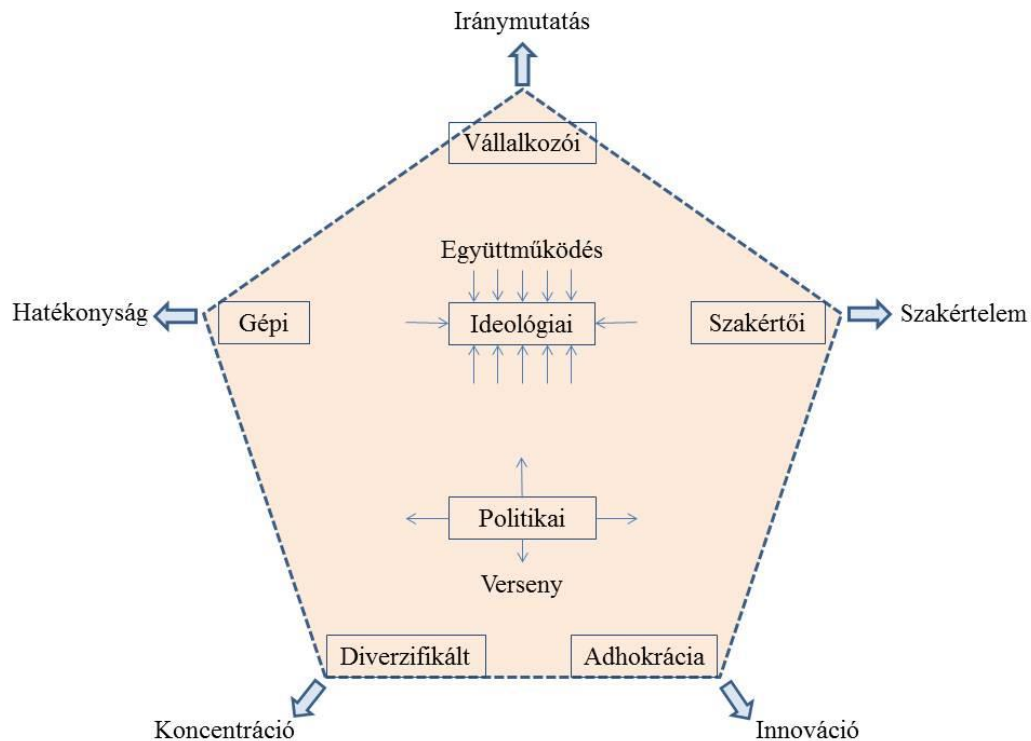 Iránymutatás
Vállalkozói
Együttműködés
Hatékonyság
Gépi
Ideológiai
Szakértői
Szakértelem
Politikai
Verseny
Diverzifikált
Adhokrácia
Koncentráció
Innováció